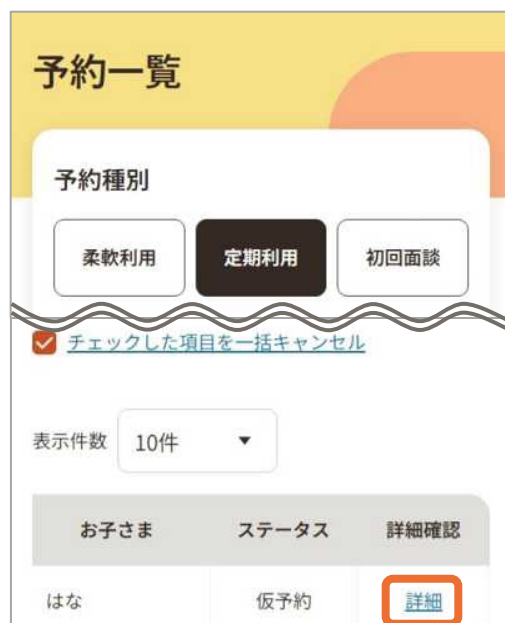 予約一覧
予約種別
柔軟利用 定期利用 初回面談
チェックした項目を一括キャンセル
表示件数 10件
お子さま ステータス 詳細確認
はな 仮予約 詳細